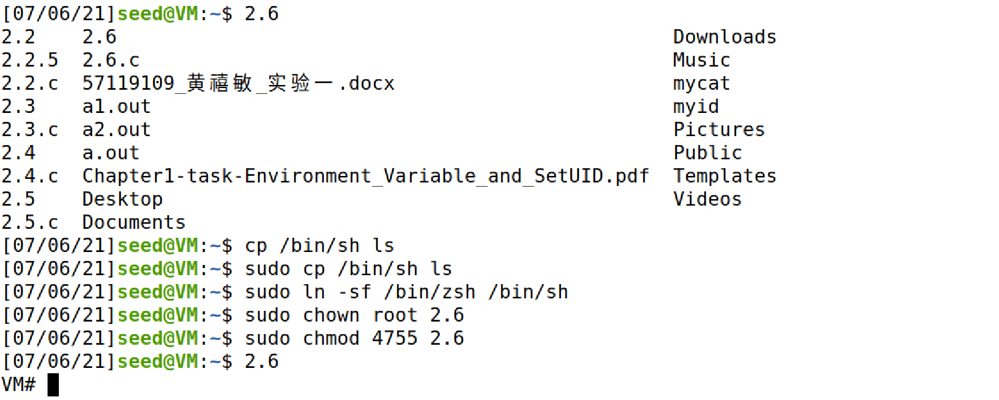 [07/06/21]seed@VM:~$ 2.6
2.2    2.6                                                 Downloads
2.2.5  2.6.c                                               Music
2.2.c  57119109_黄禧敏_实验一.docx                           mycat
2.3    a1.out                                              myid
2.3.c  a2.out                                              Pictures
2.4    a.out                                               Public
2.4.c  Chapter1-task-Environment_Variable_and_SetUID.pdf  Templates
2.5    Desktop                                             Videos
2.5.c  Documents
[07/06/21]seed@VM:~$ cp /bin/sh ls
[07/06/21]seed@VM:~$ sudo cp /bin/sh ls
[07/06/21]seed@VM:~$ sudo ln -sf /bin/zsh /bin/sh
[07/06/21]seed@VM:~$ sudo chown root 2.6
[07/06/21]seed@VM:~$ sudo chmod 4755 2.6
[07/06/21]seed@VM:~$ 2.6
VM#